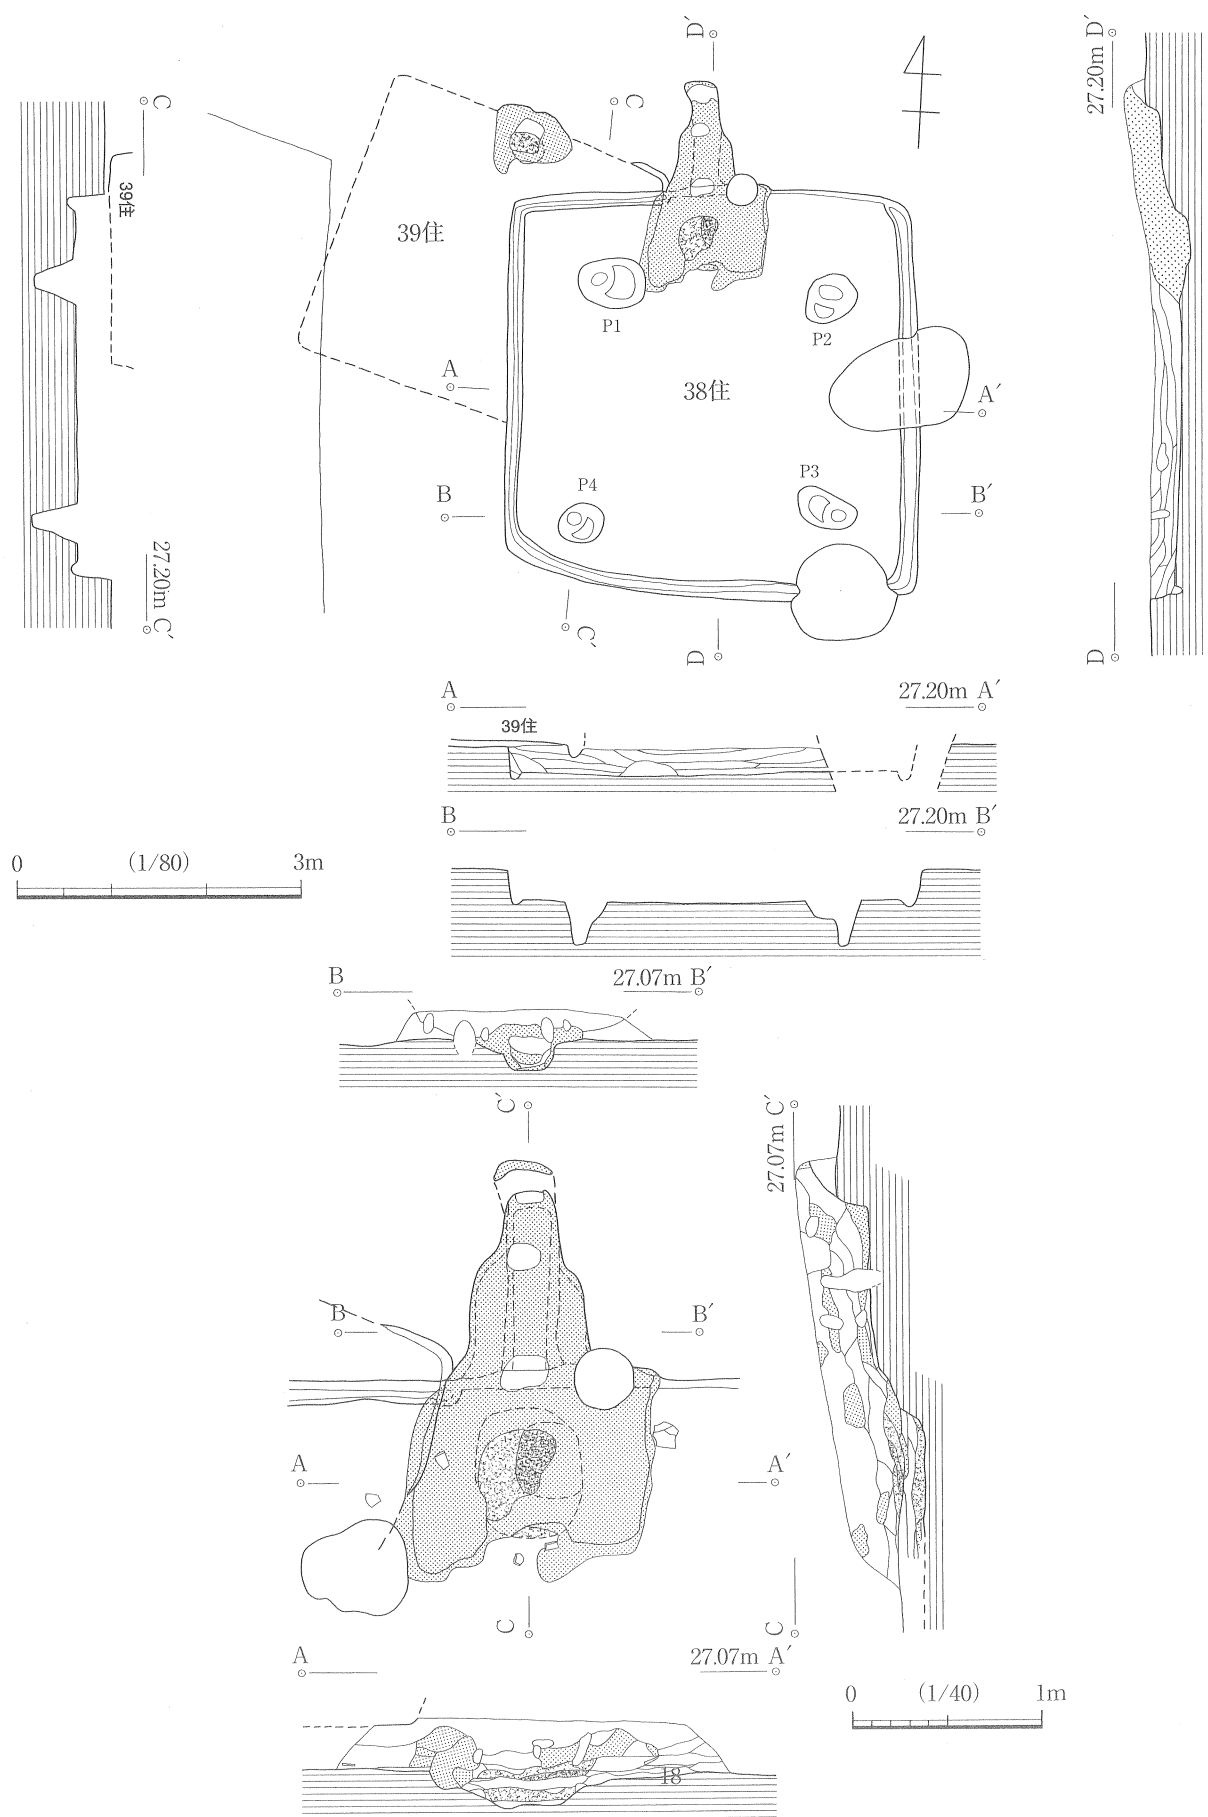 D′
27.20m D′
C
C
39住
39住
P1
P2
A
38住
A′
P4
P3
B
B′
27.20m C′
C′
D
D
A
27.20m A′
39住
B
27.20m B′
0
(1/80)
3m
B
27.07m B′
C′
27.07m C′
B
B′
A
A′
C
C
A
27.07m A′
0
(1/40)
1m
18